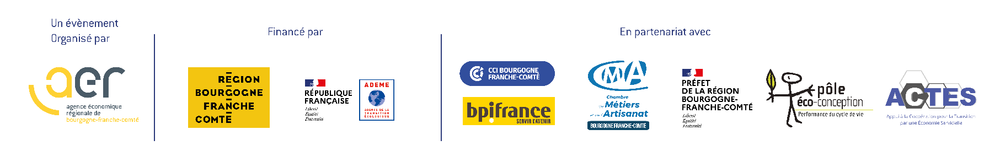 Un évènement
Organisé par
aer
agence économique
régionale de
bourgogne-franche-comté
Financé par
RÉGION
BOURGOGNE
FRANCHE
COMTÉ
RÉPUBLIQUE
FRANÇAISE
Liberté
Égalité
Fraternité
ADEME
AGENCE DE LA
TRANSITION
ÉCOLOGIQUE
En partenariat avec
CCI BOURGOGNE
FRANCHE-COMTÉ
bpifrance
SERVIR L'AVENIR
CMA
Chambre
de Métiers
et de l'Artisanat
BOURGOGNE FRANCHE-COMTÉ
PRÉFET
DE LA RÉGION
BOURGOGNE-
FRANCHE-COMTÉ
Liberté
Égalité
Fraternité
pôle
éco-conception
Performance du cycle de vie
ACTES
Appui à la Coopération pour la Transition
par une Économie Servicielle